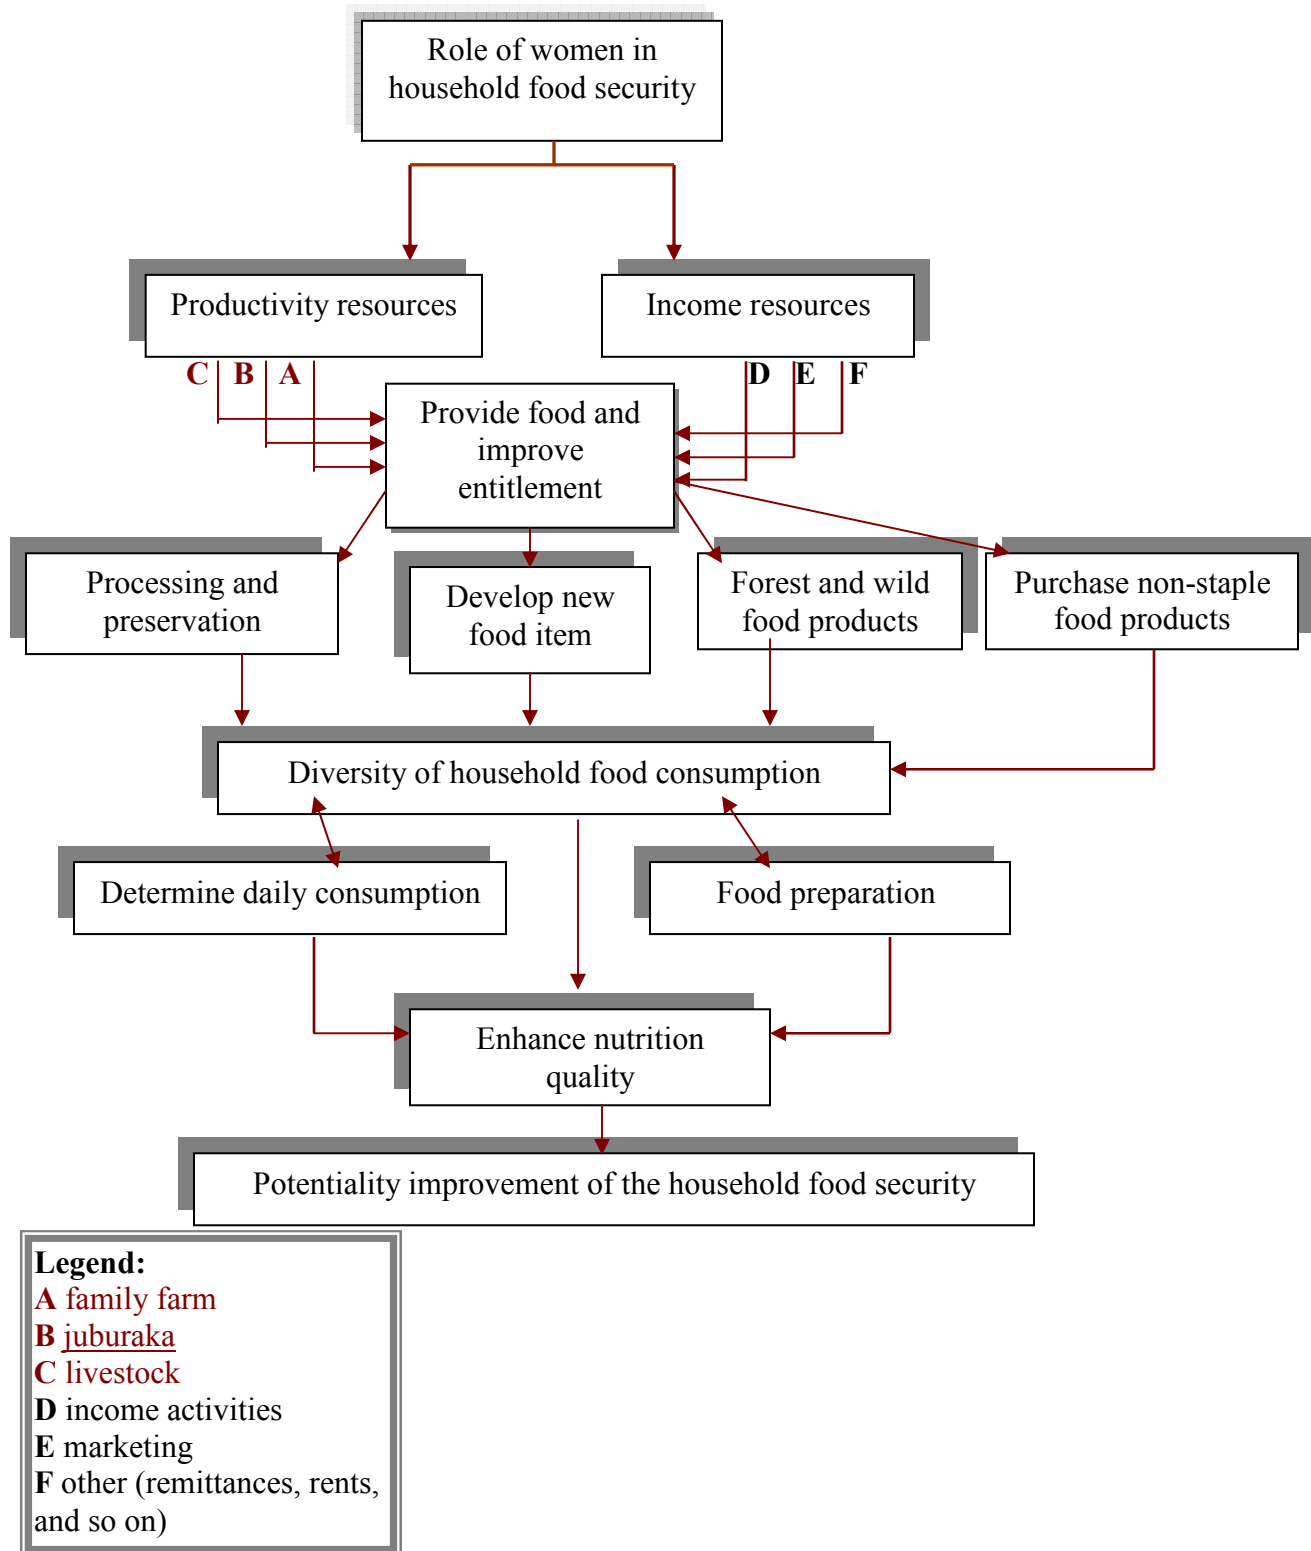 Role of women in
household food security
Productivity resources
Income resources
C B A
D E F
Provide food and
improve
entitlement
Processing and
preservation
Develop new
food item
Forest and wild
food products
Purchase non-staple
food products
Diversity of household food consumption
Determine daily consumption
Food preparation
Enhance nutrition
quality
Potentiality improvement of the household food security
Legend:
A family farm
B juburaka
C livestock
D income activities
E marketing
F other (remittances, rents,
and so on)